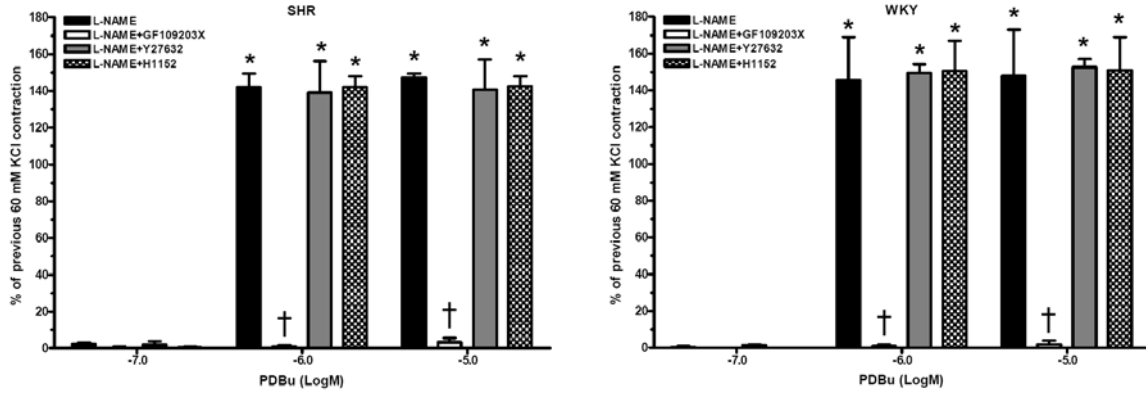 SHR
L-NAME
L-NAME+GF109203X
L-NAME+Y27632
L-NAME+H1152
% of previous 60 mM KCl contraction
180
160
140
120
100
80
60
40
20
0
* * * * * *
† †
-7.0 -6.0 -5.0
PDBu (LogM)
WKY
L-NAME
L-NAME+GF109203X
L-NAME+Y27632
L-NAME+H1152
% of previous 60 mM KCl contraction
180
160
140
120
100
80
60
40
20
0
* * * * * *
† †
-7.0 -6.0 -5.0
PDBu (LogM)